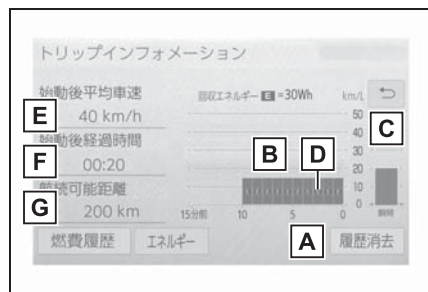 トリップインフォメーション
始動後平均車速
回収エネルギー E =30Wh
km/L
40 km/h
E
50
C
始動後経過時間
40
F
B
D
30
00:20
20
航続可能距離
10
G
0
200 km
15分前
10
5
0
瞬間
燃費履歴
エネルギー
A
履歴消去